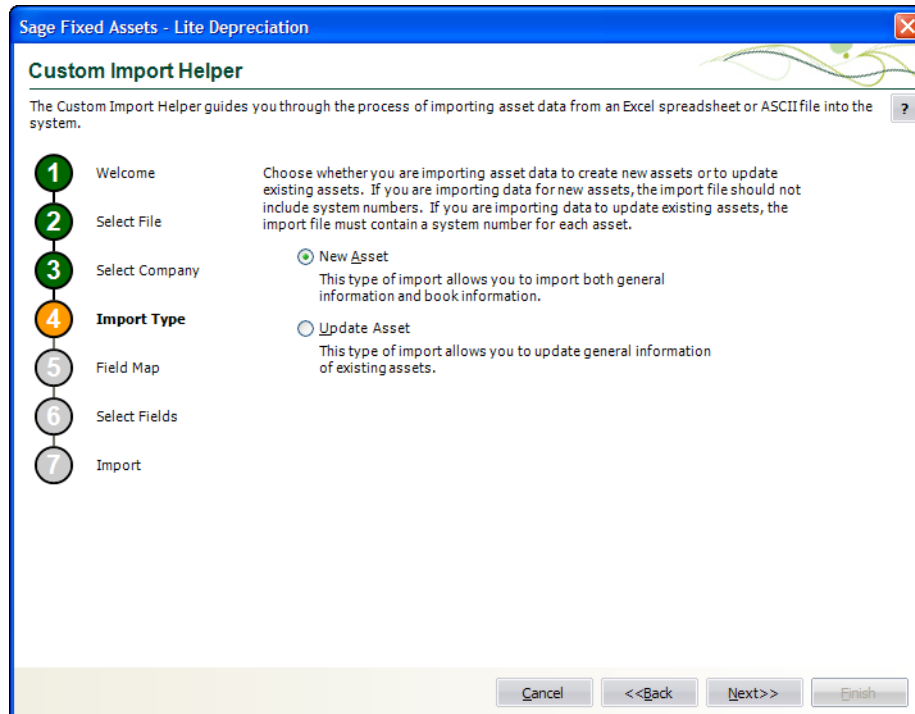 Sage Fixed Assets - Lite Depreciation
Custom Import Helper
The Custom Import Helper guides you through the process of importing asset data from an Excel spreadsheet or ASCII file into the
system.
?
1 Welcome
2 Select File
3 Select Company
4 Import Type
5 Field Map
6 Select Fields
7 Import
Choose whether you are importing asset data to create new assets or to update
existing assets. If you are importing data for new assets, the import file should not
include system numbers. If you are importing data to update existing assets, the
import file must contain a system number for each asset.
New Asset
This type of import allows you to import both general
information and book information.
Update Asset
This type of import allows you to update general information
of existing assets.
Cancel
<<Back
Next>>
Finish